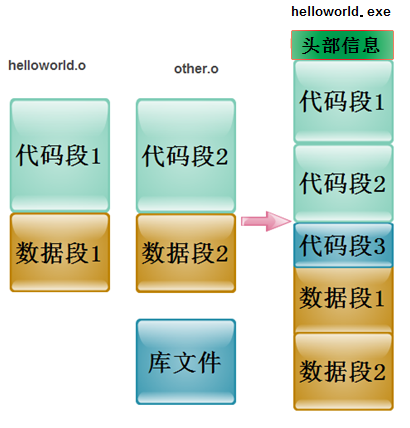 helloworld.o
代码段1
数据段1
other.o
代码段2
数据段2
库文件
helloworld.exe
头部信息
代码段1
代码段2
代码段3
数据段1
数据段2